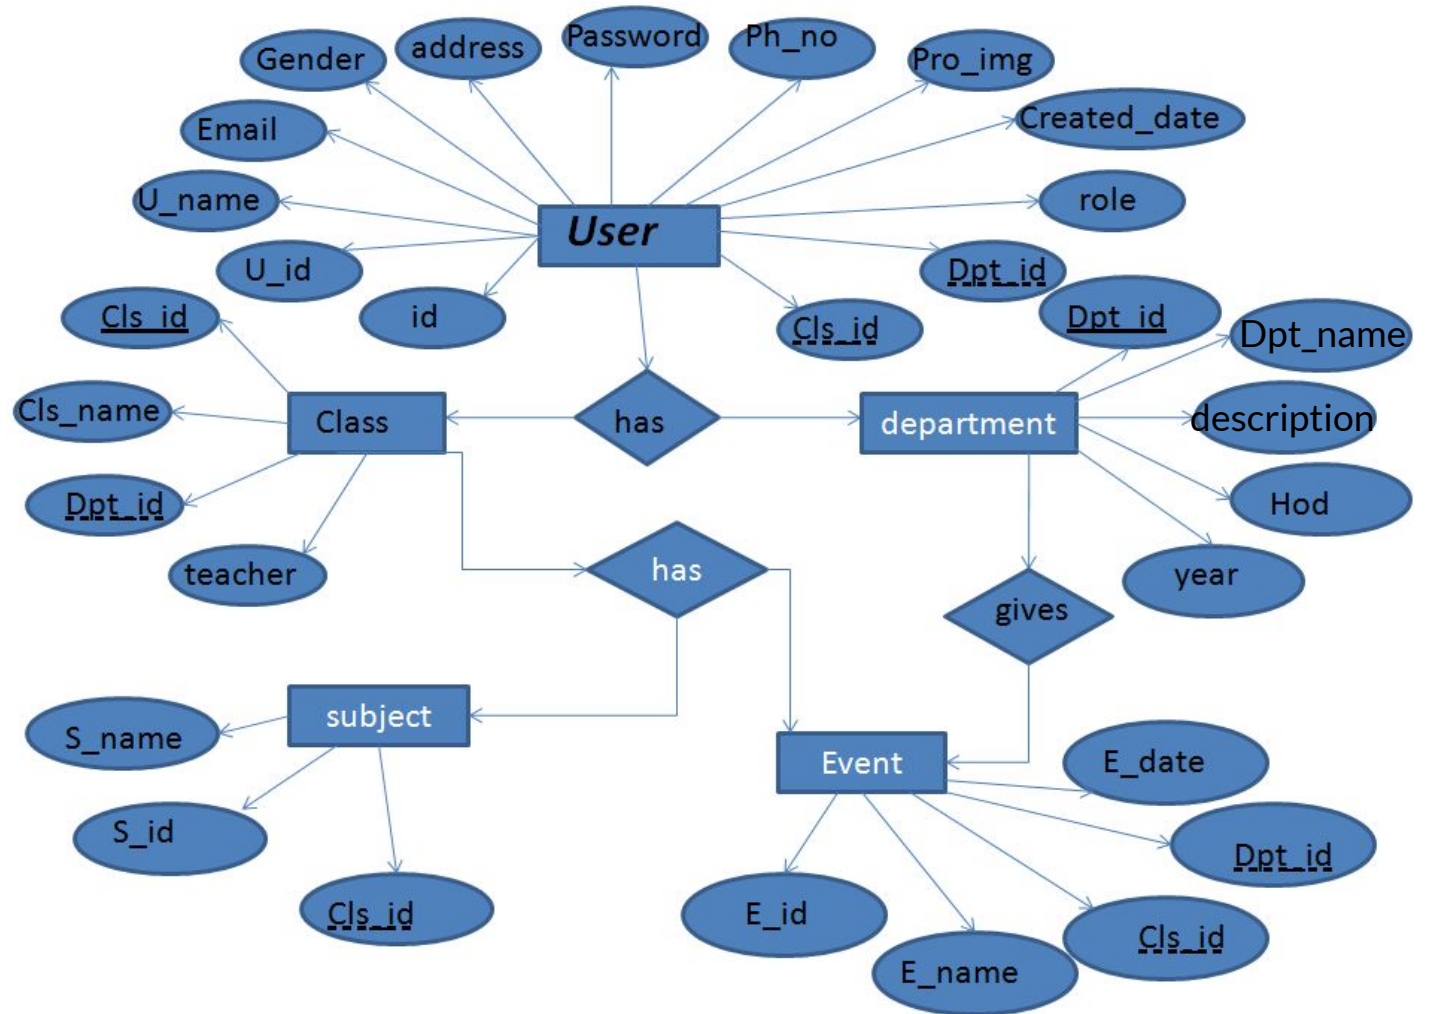 Gender
address
Password
Ph_no
Pro_img
Email
Created_date
U_name
User
role
U_id
Dpt_id
id
Cls_id
Cls_id
Dpt_id
Dpt_name
Cls_name
Class
has
department
description
Dpt_id
Hod
teacher
has
year
gives
S_name
subject
Event
E_date
S_id
Dpt_id
Cls_id
E_id
E_name
Cls_id